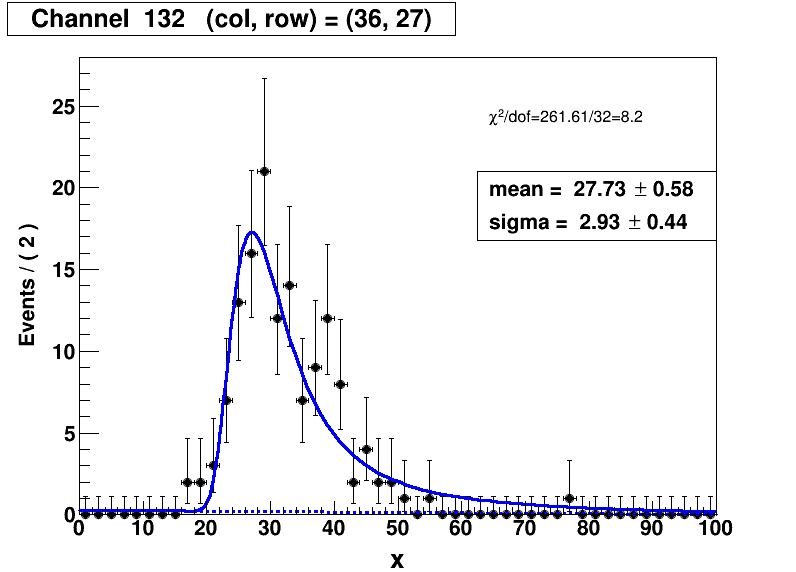 Channel 132 (col, row) = (36, 27)
χ²/dof=261.61/32=8.2
mean = 27.73 ± 0.58
sigma = 2.93 ± 0.44
Events / ( 2 )
25
20
15
10
5
0
0 10 20 30 40 50 60 70 80 90 100
x